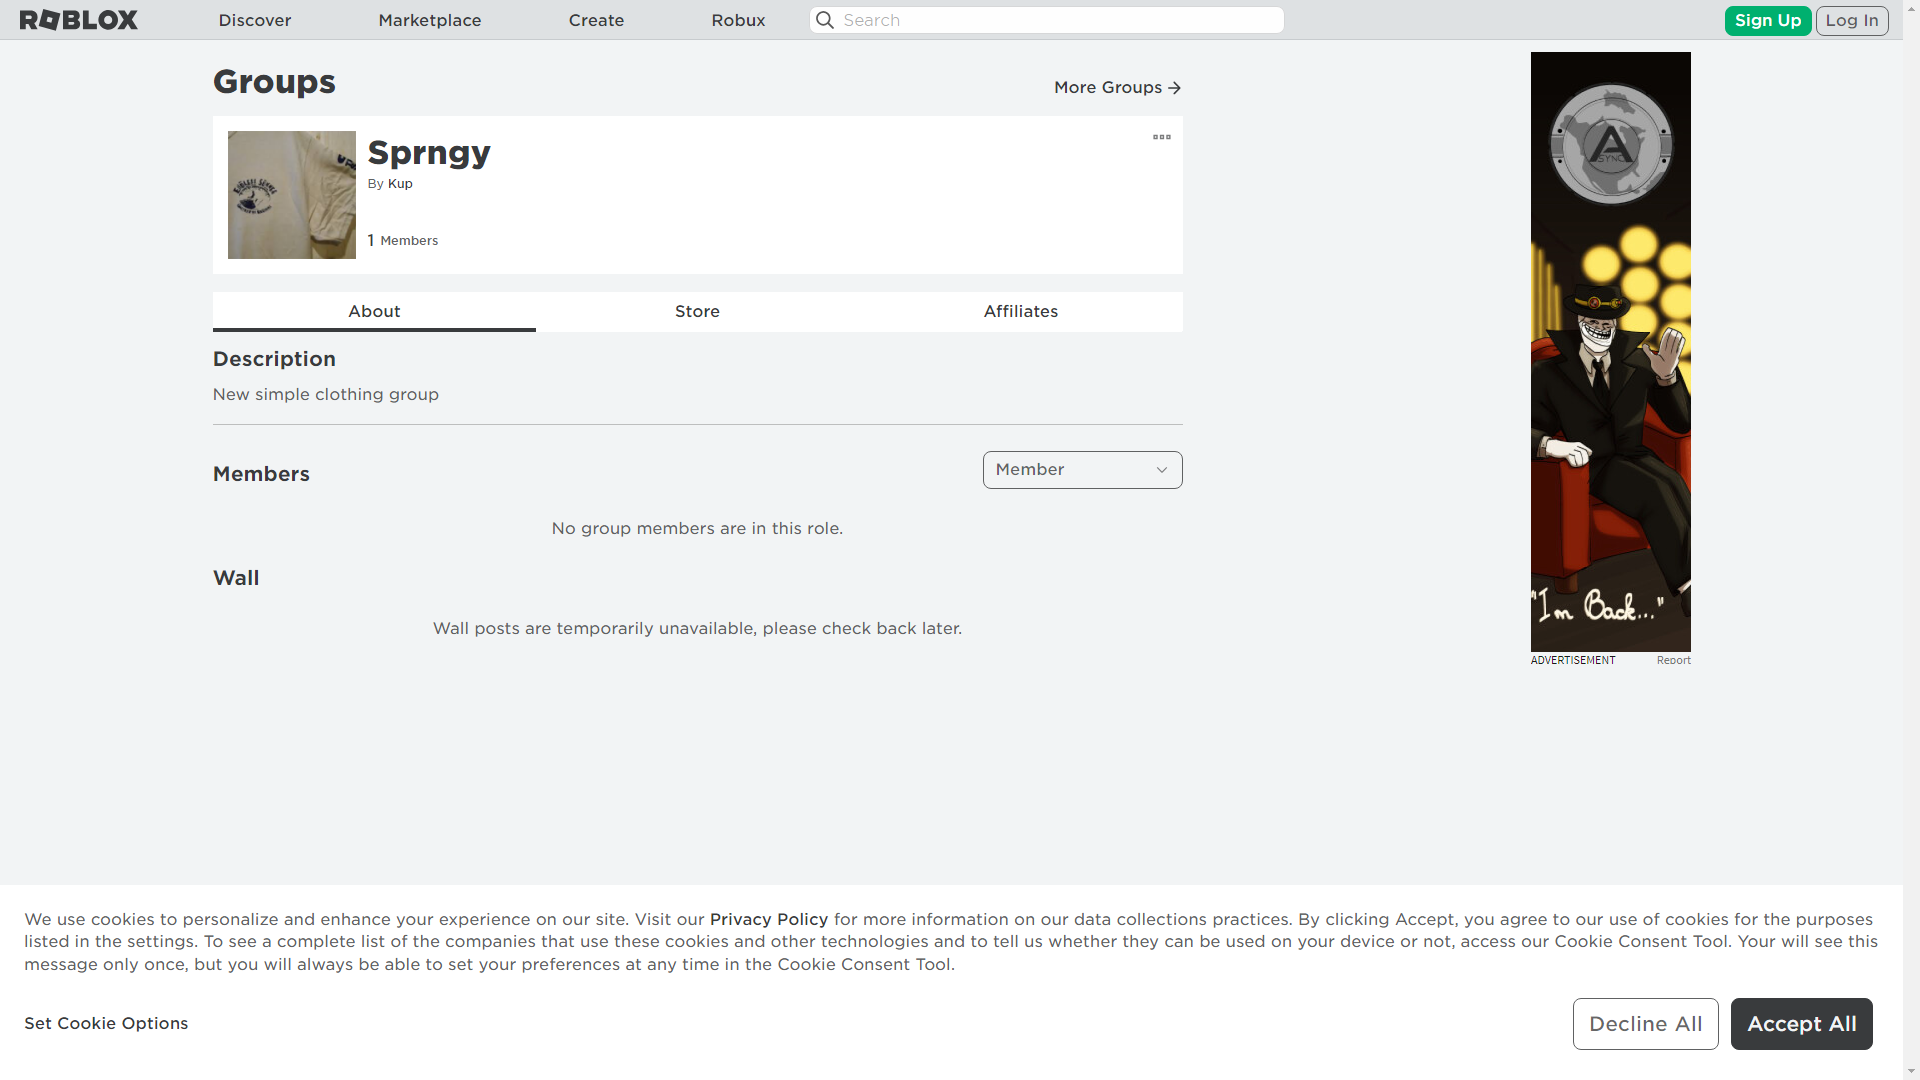 ROBLOX
Discover
Marketplace
Create
Robux
Search
Sign Up
Log In
Groups
More Groups
Sprngy
By Kup
1 Members
About
Store
Affiliates
Description
New simple clothing group
Members
Member
No group members are in this role.
Wall
Wall posts are temporarily unavailable, please check back later.
A
SYNC
"I'm Back..."
ADVERTISEMENT
Report
We use cookies to personalize and enhance your experience on our site. Visit our Privacy Policy for more information on our data collections practices. By clicking Accept, you agree to our use of cookies for the purposes
listed in the settings. To see a complete list of the companies that use these cookies and other technologies and to tell us whether they can be used on your device or not, access our Cookie Consent Tool. Your will see this
message only once, but you will always be able to set your preferences at any time in the Cookie Consent Tool.
Set Cookie Options
Decline All
Accept All